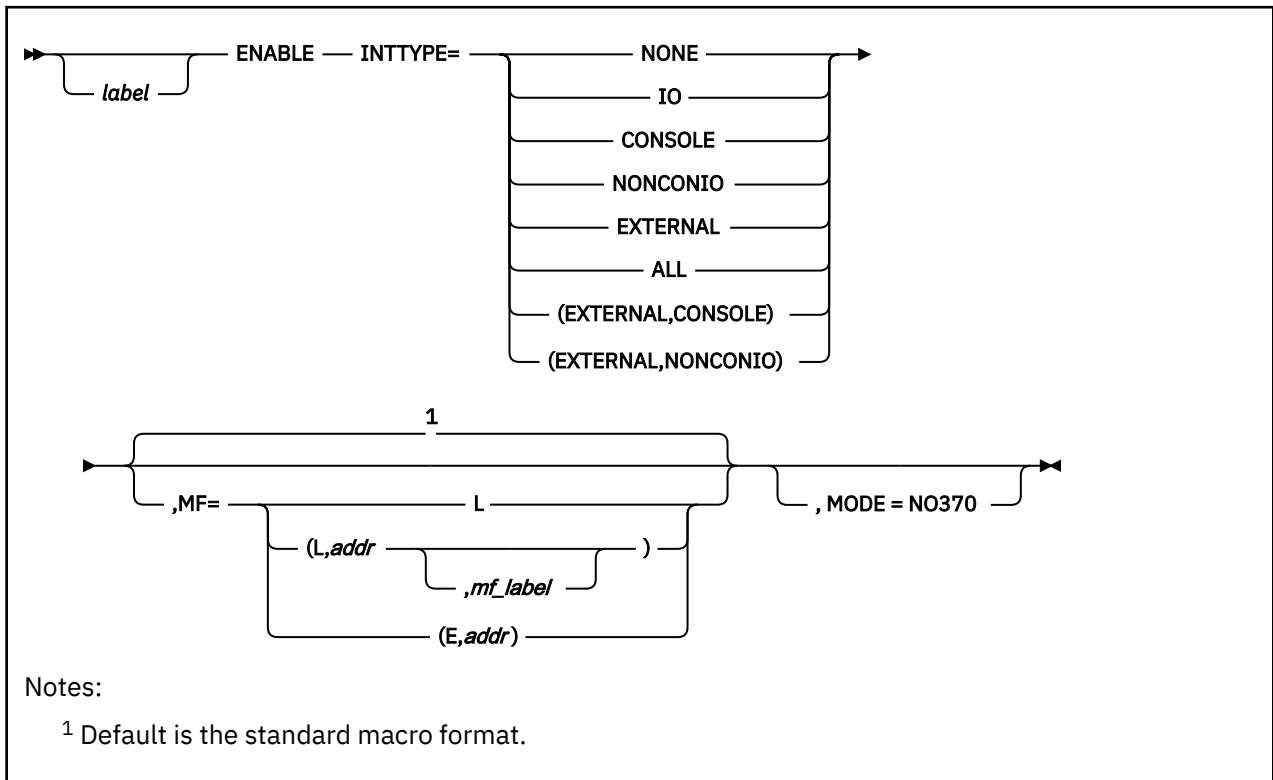 ENABLE INTTYPE= NONE
label
IO
CONSOLE
NONCONIO
EXTERNAL
ALL
(EXTERNAL,CONSOLE)
(EXTERNAL,NONCONIO)
1
,MF= L , MODE = NO370
(L,addr )
,mf_label
(E,addr)
Notes:
1 Default is the standard macro format.